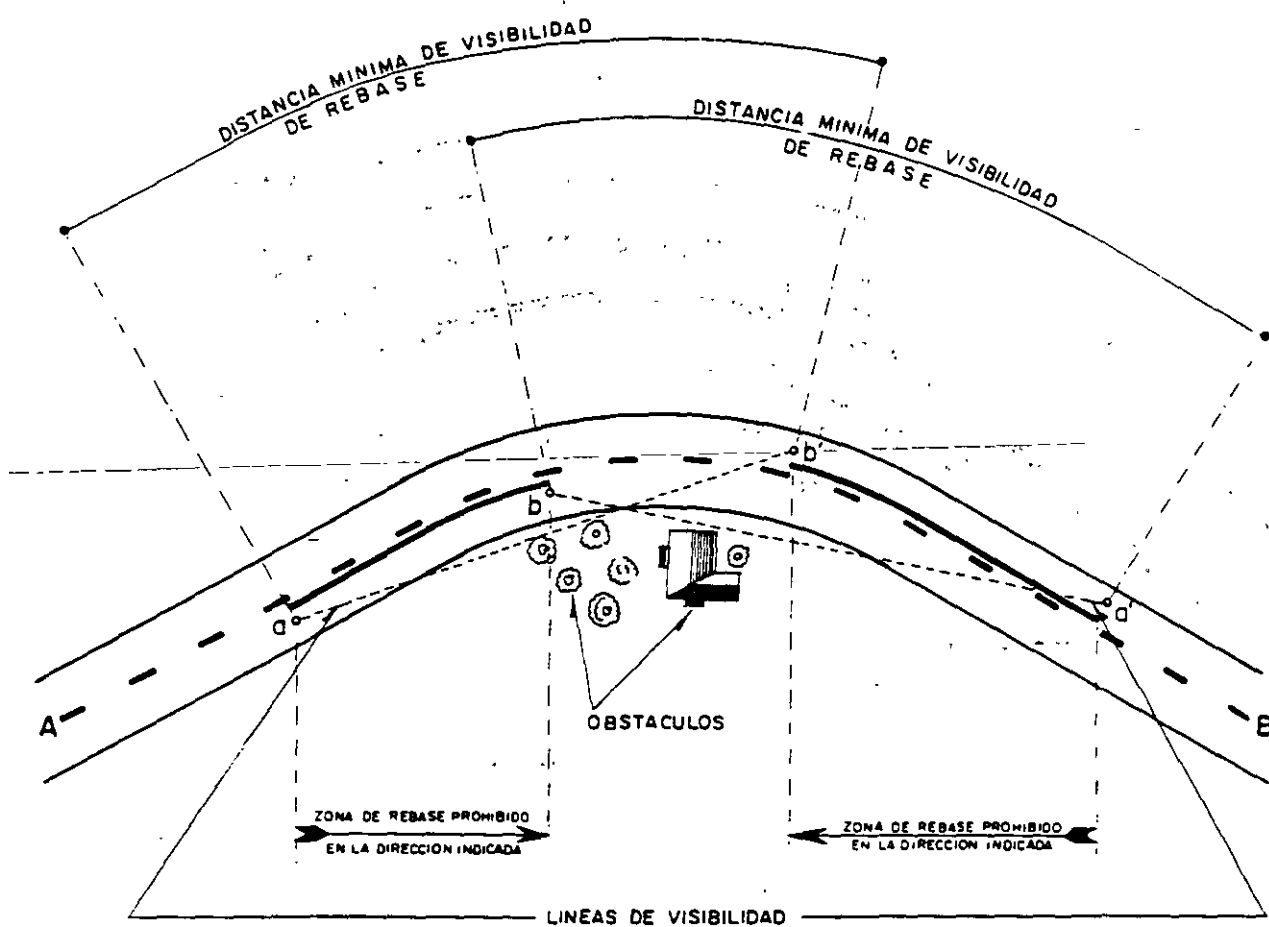 DISTANCIA MINIMA DE VISIBILIDAD
DE REBASE
DISTANCIA MINIMA DE VISIBILIDAD
DE REBASE
b'
b
a
a'
A
B
OBSTACULOS
ZONA DE REBASE PROHIBIDO
EN LA DIRECCION INDICADA
ZONA DE REBASE PROHIBIDO
EN LA DIRECCION INDICADA
LINEAS DE VISIBILIDAD